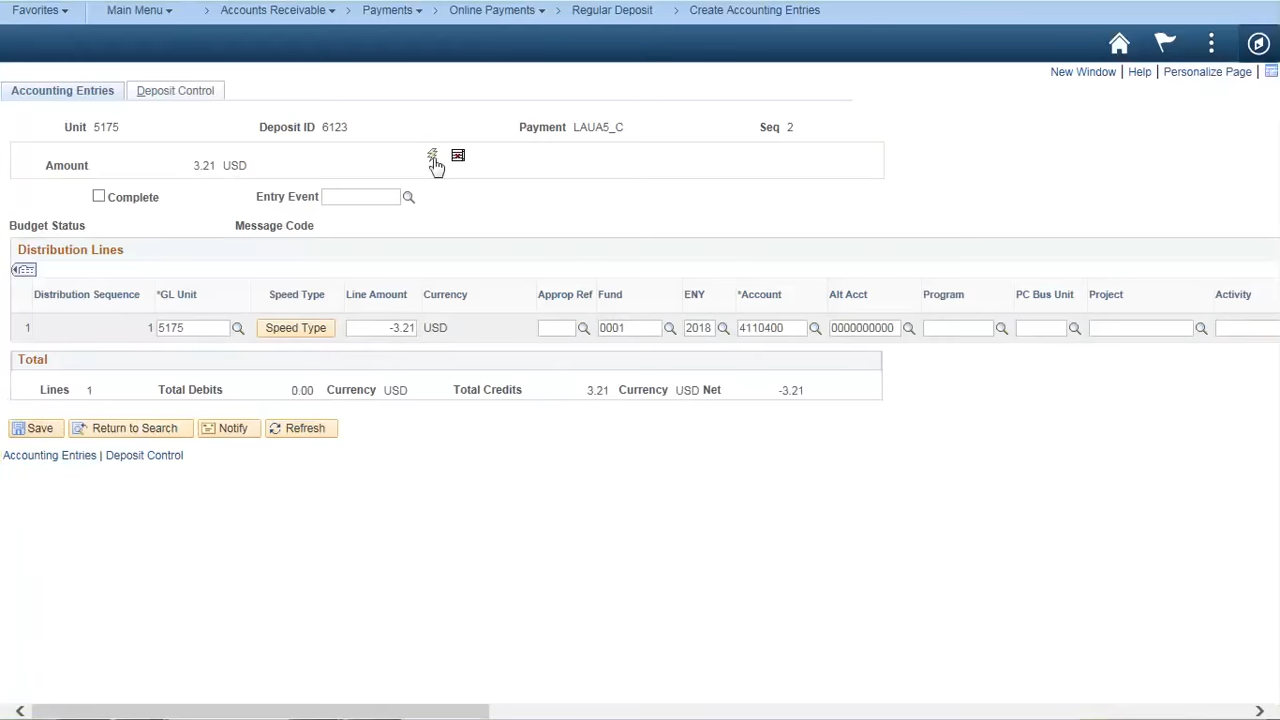 Favorites Main Menu > Accounts Receivable > Payments > Online Payments > Regular Deposit > Create Accounting Entries
New Window | Help | Personalize Page |
Accounting Entries Deposit Control
Unit 5175 Deposit ID 6123 Payment LAUA5_C Seq 2
Amount 3.21 USD
Complete Entry Event
Budget Status Message Code
Distribution Lines
Distribution Sequence *GL Unit Speed Type Line Amount Currency Approp Ref Fund ENY *Account Alt Acct Program PC Bus Unit Project Activity
1 1 5175 Speed Type -3.21 USD 0001 2018 4110400 0000000000
Total
Lines 1 Total Debits 0.00 Currency USD Total Credits 3.21 Currency USD Net -3.21
Save Return to Search Notify Refresh
Accounting Entries | Deposit Control